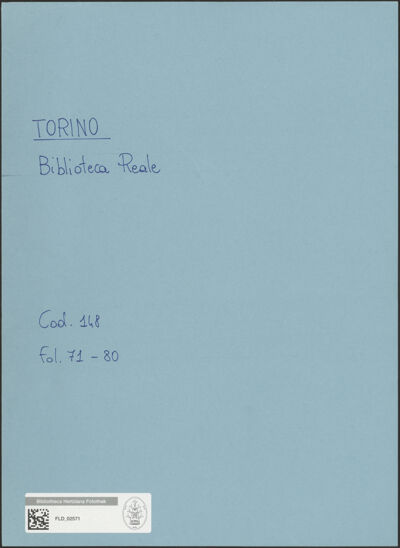 TORINO
Biblioteca Reale
Cod. 148
fol. 71 - 80
Bibliotheca Hertziana Fotothek
FLD_02571